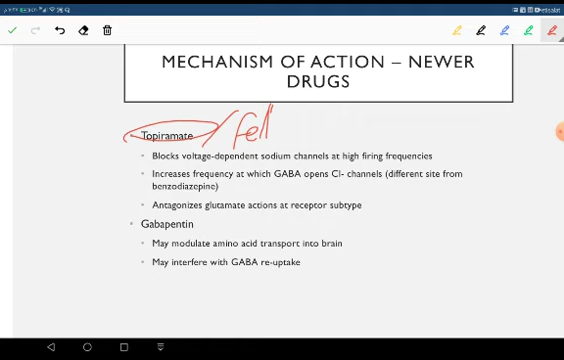 MECHANISM OF ACTION – NEWER
DRUGS
Topiramate / fell
Blocks voltage-dependent sodium channels at high firing frequencies
Increases frequency at which GABA opens Cl- channels (different site from
benzodiazepine)
Antagonizes glutamate actions at receptor subtype
Gabapentin
May modulate amino acid transport into brain
May interfere with GABA re-uptake